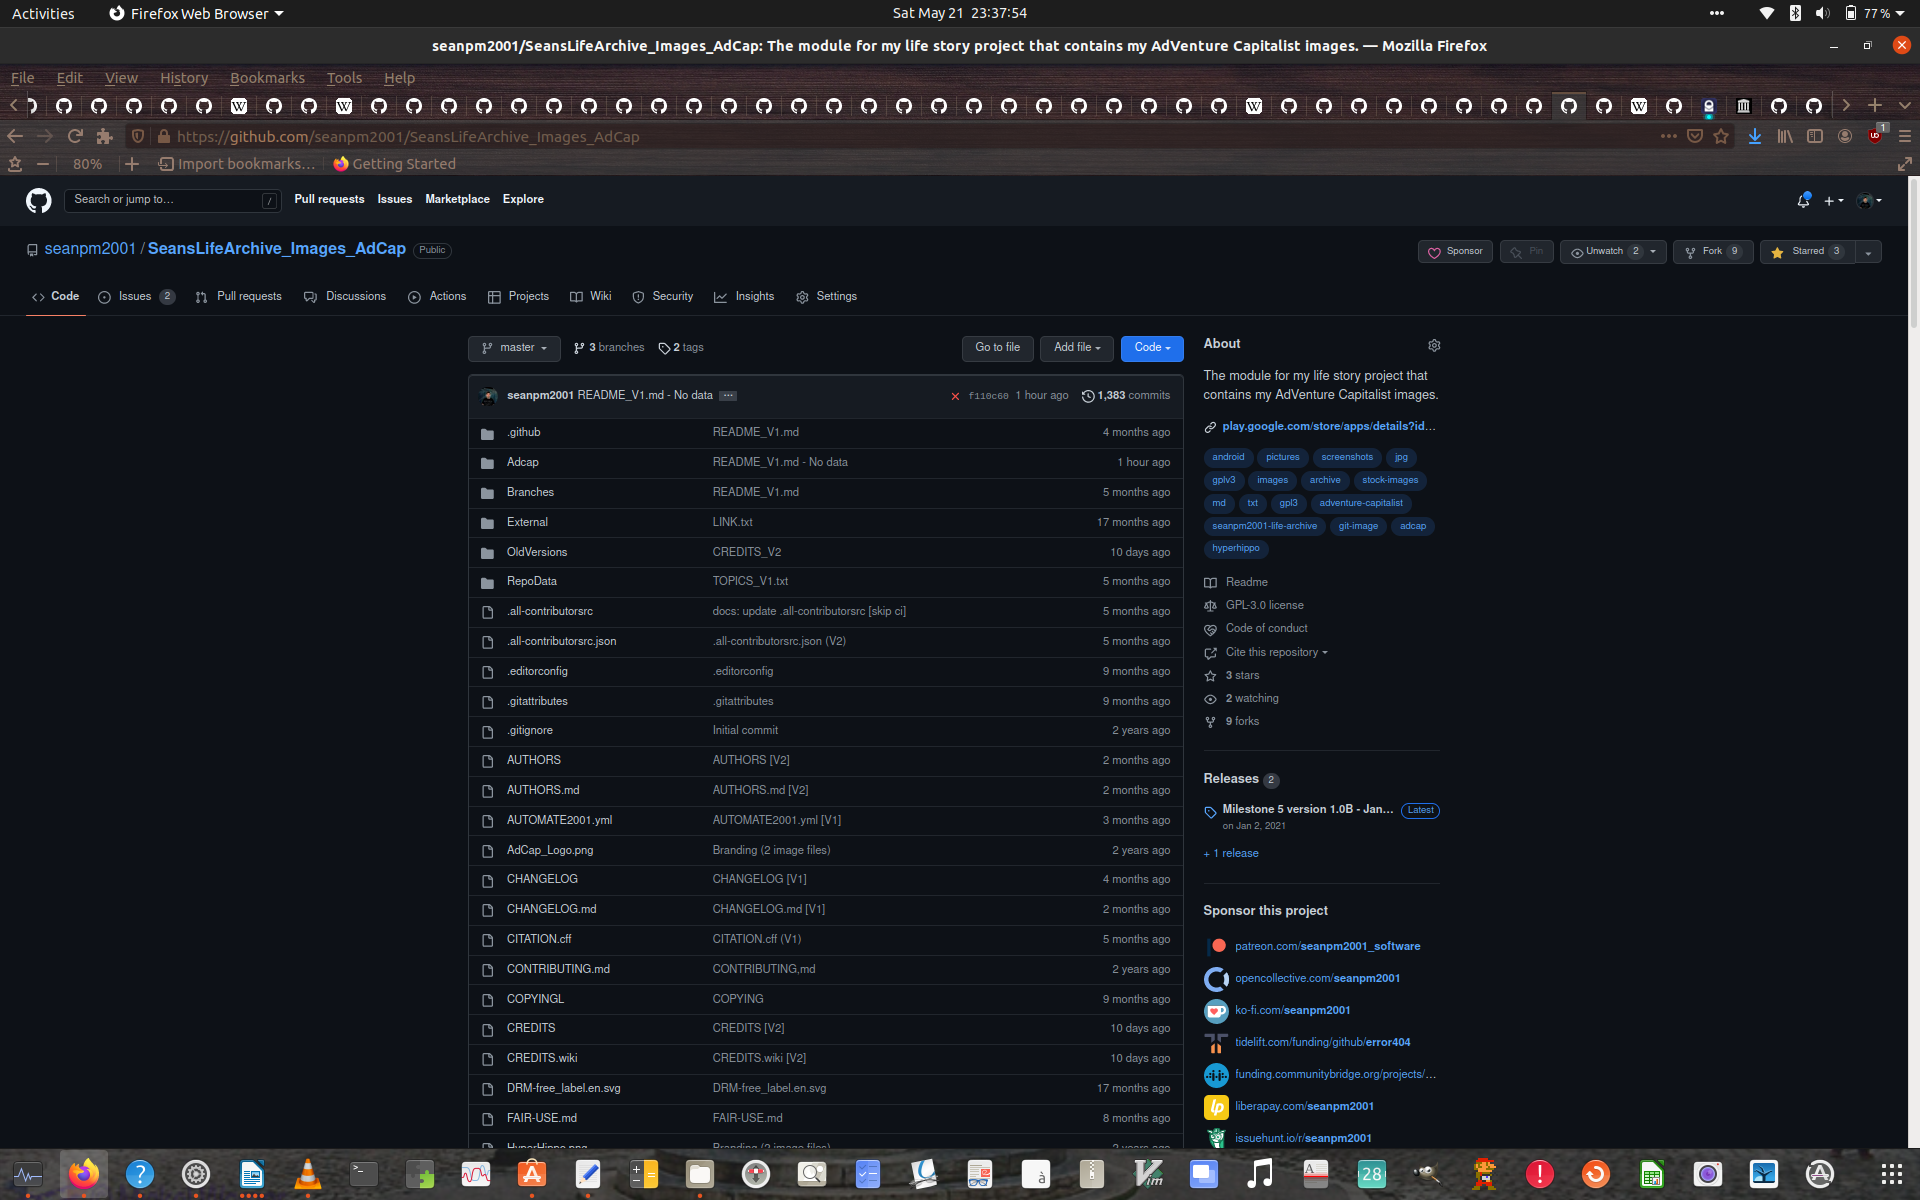 Activities Firefox Web Browser Sat May 21 23:37:54 77 %
seanpm2001/SeansLifeArchive_Images_AdCap: The module for my life story project that contains my AdVenture Capitalist images. — Mozilla Firefox
File Edit View History Bookmarks Tools Help
https://github.com/seanpm2001/SeansLifeArchive_Images_AdCap 1
80% Import bookmarks... Getting Started
Search or jump to... / Pull requests Issues Marketplace Explore
seanpm2001 / SeansLifeArchive_Images_AdCap Public Sponsor Pin Unwatch 2 Fork 9 Starred 3
Code Issues 2 Pull requests Discussions Actions Projects Wiki Security Insights Settings
master 3 branches 2 tags Go to file Add file Code
seanpm2001 README_V1.md - No data ... f110c60 1 hour ago 1,383 commits
.github README_V1.md 4 months ago
Adcap README_V1.md - No data 1 hour ago
Branches README_V1.md 5 months ago
External LINK.txt 17 months ago
OldVersions CREDITS_V2 10 days ago
RepoData TOPICS_V1.txt 5 months ago
.all-contributorsrc docs: update .all-contributorsrc [skip ci] 5 months ago
.all-contributorsrc.json .all-contributorsrc.json (V2) 5 months ago
.editorconfig .editorconfig 9 months ago
.gitattributes .gitattributes 9 months ago
.gitignore Initial commit 2 years ago
AUTHORS AUTHORS [V2] 2 months ago
AUTHORS.md AUTHORS.md [V2] 2 months ago
AUTOMATE2001.yml AUTOMATE2001.yml [V1] 3 months ago
AdCap_Logo.png Branding (2 image files) 2 years ago
CHANGELOG CHANGELOG [V1] 4 months ago
CHANGELOG.md CHANGELOG.md [V1] 2 months ago
CITATION.cff CITATION.cff (V1) 5 months ago
CONTRIBUTING.md CONTRIBUTING,md 2 years ago
COPYINGL COPYING 9 months ago
CREDITS CREDITS [V2] 10 days ago
CREDITS.wiki CREDITS.wiki [V2] 10 days ago
DRM-free_label.en.svg DRM-free_label.en.svg 17 months ago
FAIR-USE.md FAIR-USE.md 8 months ago
HyperHippo.png Branding (2 image files) 2 years ago
About
The module for my life story project that
contains my AdVenture Capitalist images.
play.google.com/store/apps/details?id...
android pictures screenshots jpg
gplv3 images archive stock-images
md txt gpl3 adventure-capitalist
seanpm2001-life-archive git-image adcap
hyperhippo
Readme
GPL-3.0 license
Code of conduct
Cite this repository
3 stars
2 watching
9 forks
Releases 2
Milestone 5 version 1.0B - Jan... Latest
on Jan 2, 2021
+ 1 release
Sponsor this project
patreon.com/seanpm2001_software
opencollective.com/seanpm2001
ko-fi.com/seanpm2001
tidelift.com/funding/github/error404
funding.communitybridge.org/projects/...
liberapay.com/seanpm2001
issuehunt.io/r/seanpm2001
28